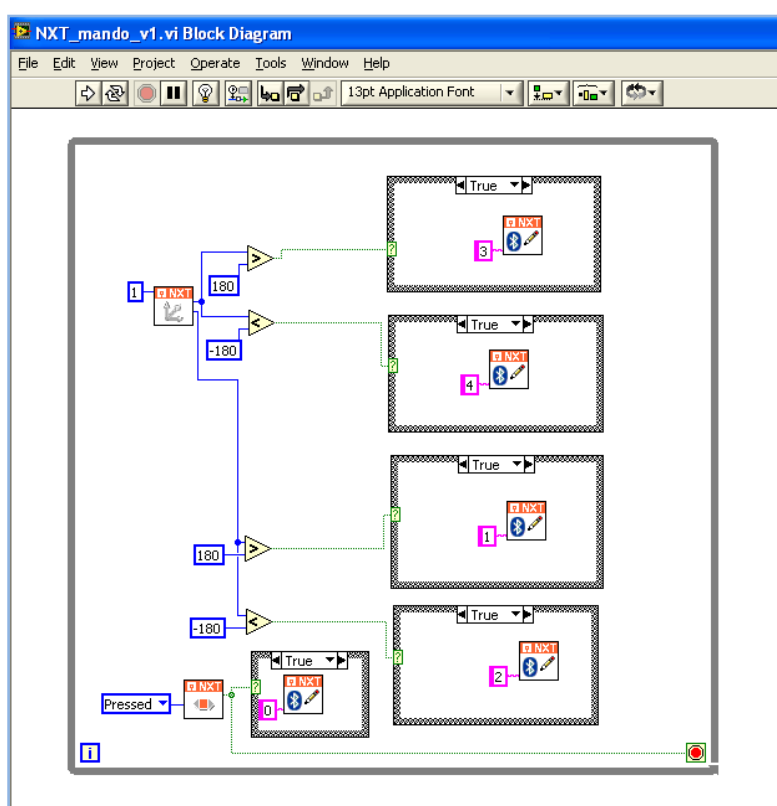 NXT_mando_v1.vi Block Diagram
File Edit View Project Operate Tools Window Help
13pt Application Font
True
NXT
3
?
>
180
1
NXT
<
-180
True
NXT
4
?
True
NXT
1
?
180
>
True
NXT
2
?
-180
<
True
NXT
0
?
Pressed
NXT
i